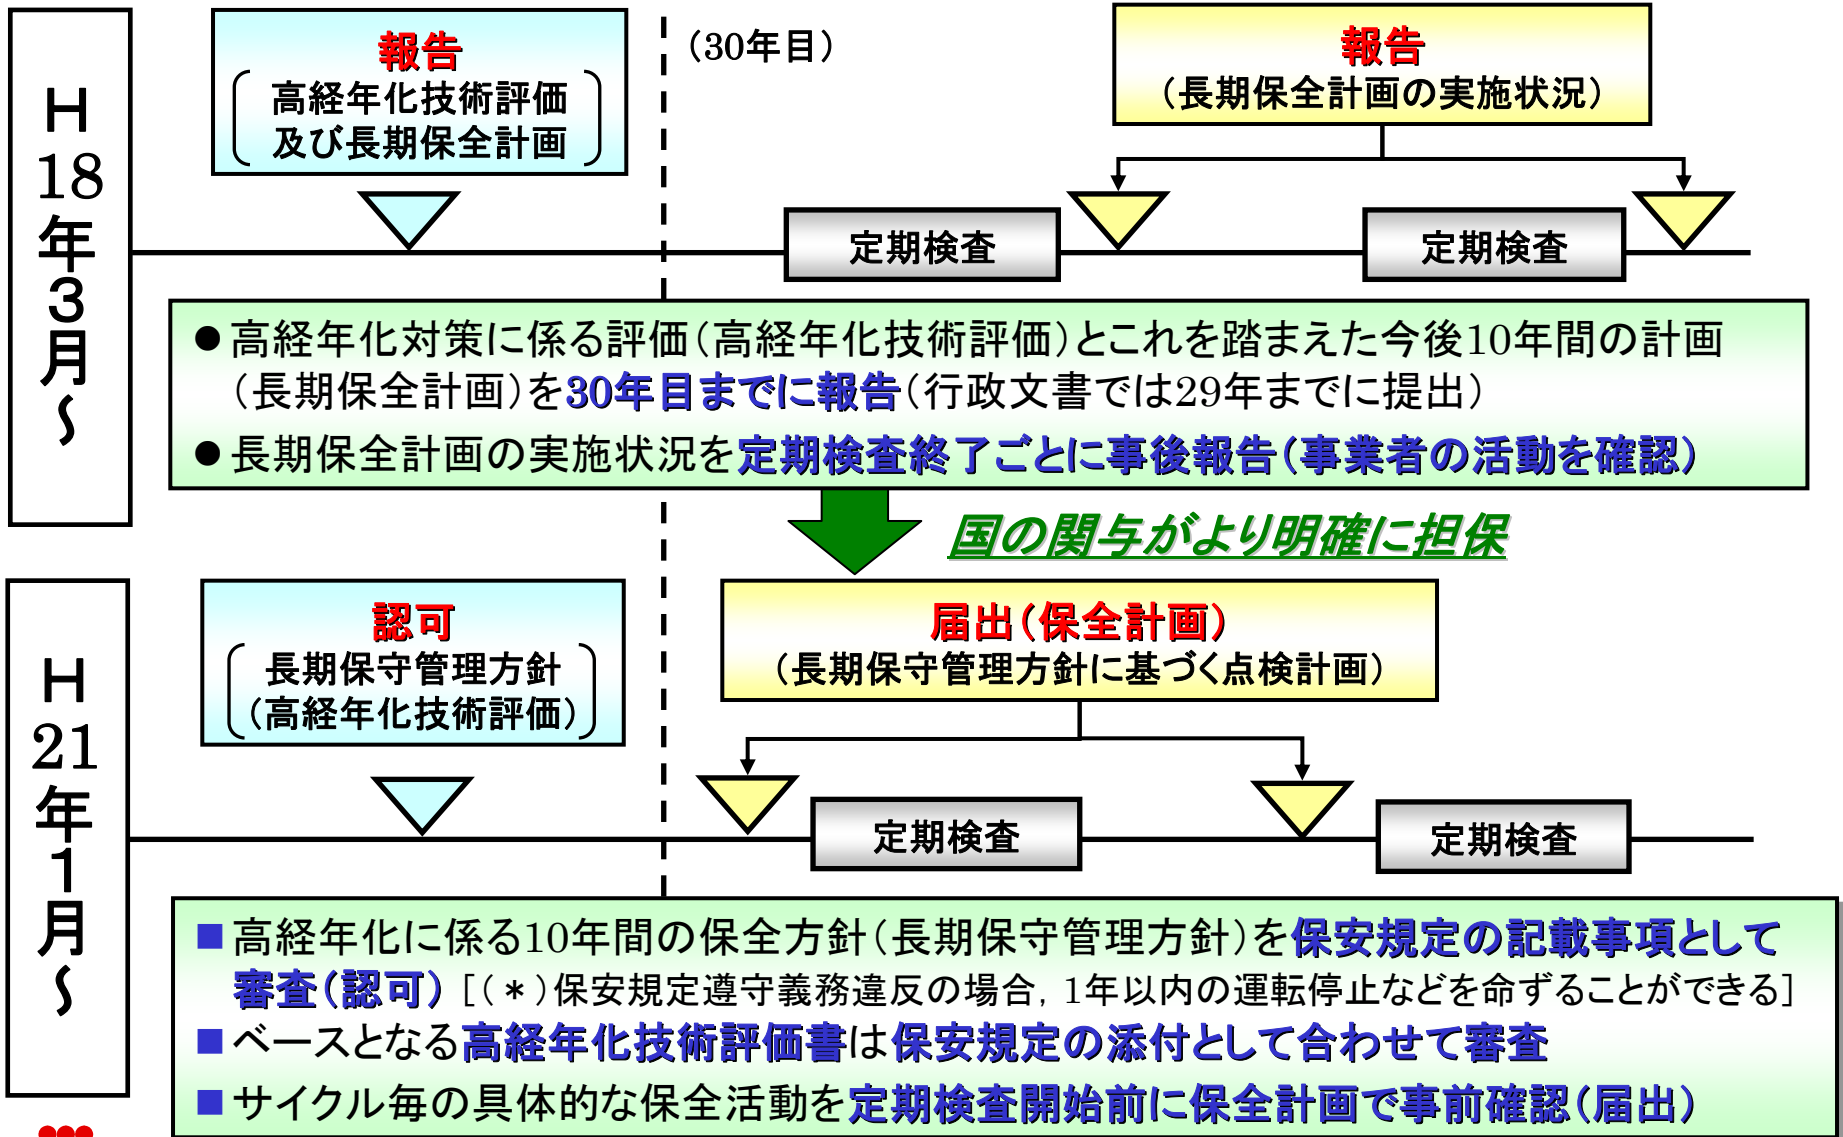 H18年3月～
報告
高経年化技術評価
及び長期保全計画
（30年目）
報告
（長期保全計画の実施状況）
定期検査
定期検査
●高経年化対策に係る評価（高経年化技術評価）とこれを踏まえた今後10年間の計画
（長期保全計画）を30年目までに報告（行政文書では29年までに提出）
●長期保全計画の実施状況を定期検査終了ごとに事後報告（事業者の活動を確認）
国の関与がより明確に担保
H21年1月～
認可
長期保守管理方針
（高経年化技術評価）
届出（保全計画）
（長期保守管理方針に基づく点検計画）
定期検査
定期検査
■高経年化に係る10年間の保全方針（長期保守管理方針）を保安規定の記載事項として
審査（認可）［（＊）保安規定遵守義務違反の場合，1年以内の運転停止などを命ずることができる］
■ベースとなる高経年化技術評価書は保安規定の添付として合わせて審査
■サイクル毎の具体的な保全活動を定期検査開始前に保全計画で事前確認（届出）